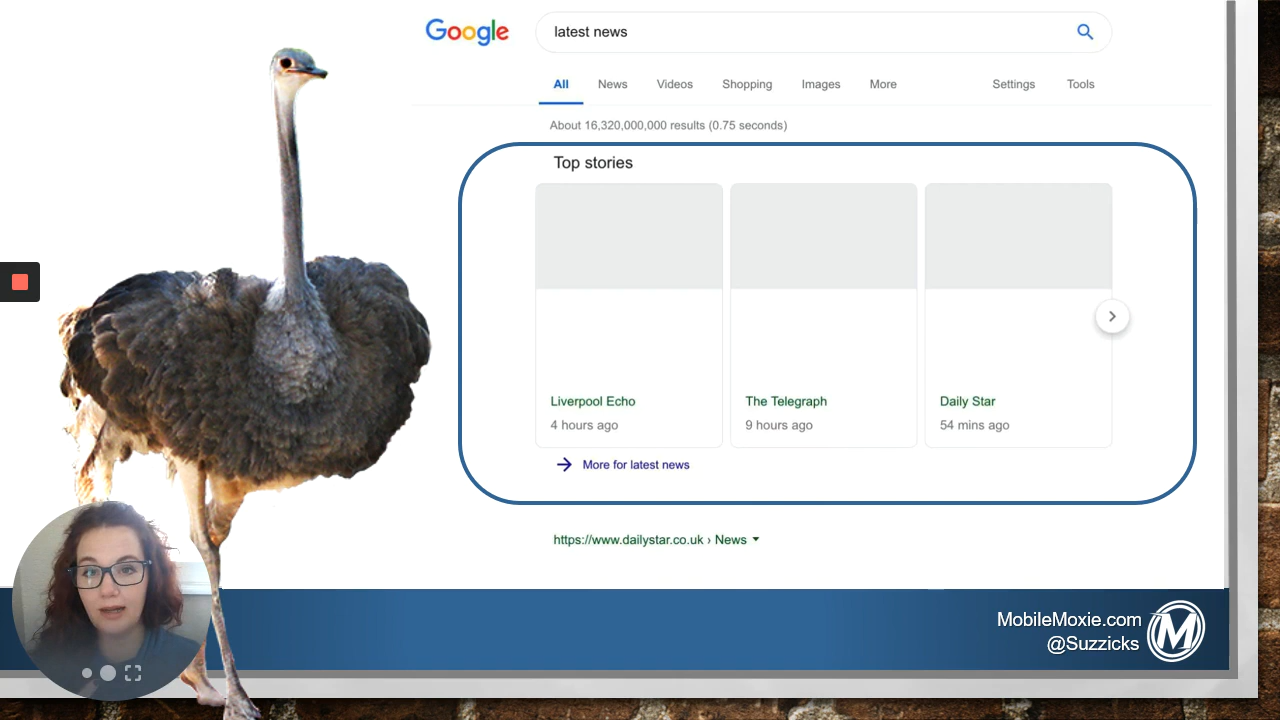 Google
latest news
All News Videos Shopping Images More Settings Tools
About 16,320,000,000 results (0.75 seconds)
Top stories
Liverpool Echo
4 hours ago
The Telegraph
9 hours ago
Daily Star
54 mins ago
More for latest news
https://www.dailystar.co.uk › News
MobileMoxie.com
@Suzzicks
M